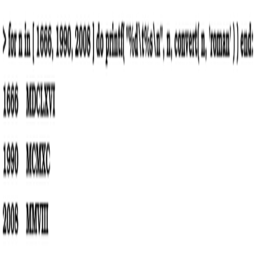 > for n in [ 1666, 1990, 2008 ] do printf( "%d\t%s\n", n, convert( n, 'roman' ) ) end:
1666 MDCLXVI
1990 MCMXC
2008 MMVIII